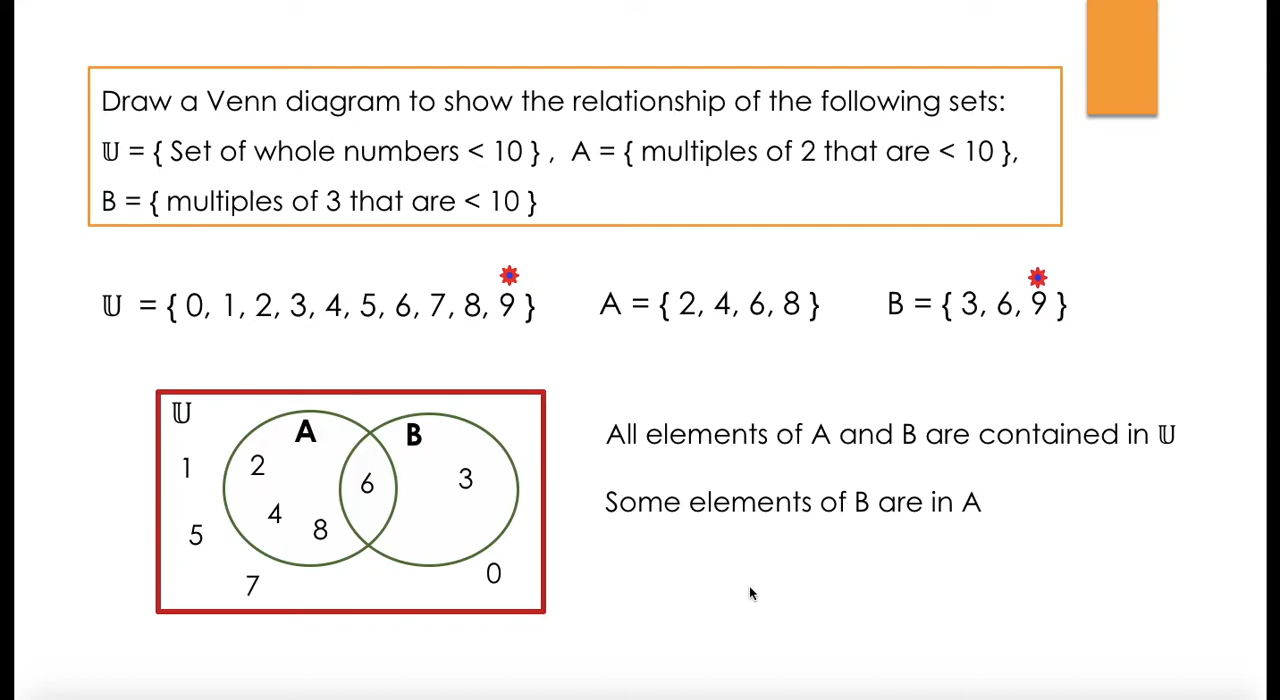 Draw a Venn diagram to show the relationship of the following sets:
𝕌 = { Set of whole numbers < 10 } , A = { multiples of 2 that are < 10 },
B = { multiples of 3 that are < 10 }
𝕌 = { 0, 1, 2, 3, 4, 5, 6, 7, 8, 9 }
A = { 2, 4, 6, 8 }
B = { 3, 6, 9 }
𝕌
A
B
1
2
6
3
4
8
5
7
0
All elements of A and B are contained in 𝕌
Some elements of B are in A